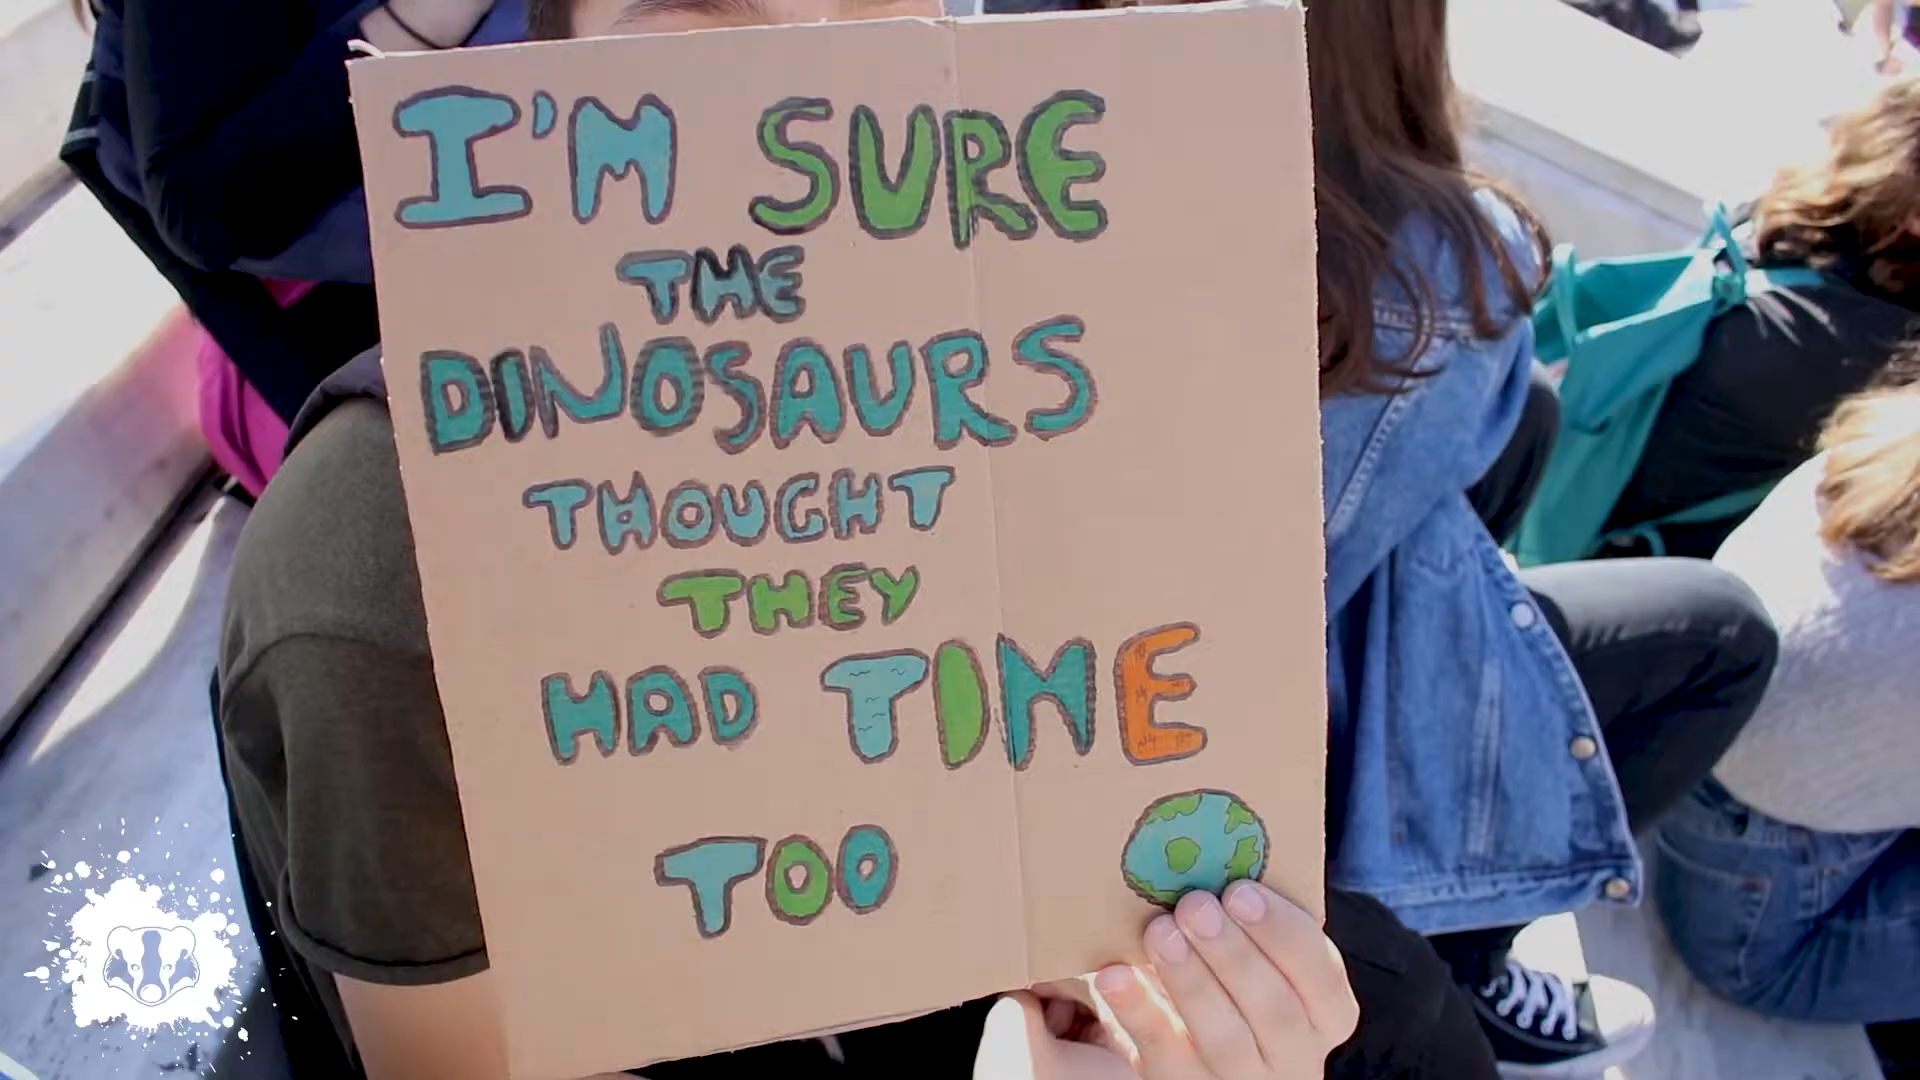 I'M SURE
THE
DINOSAURS
THOUGHT
THEY
HAD TIME
TOO